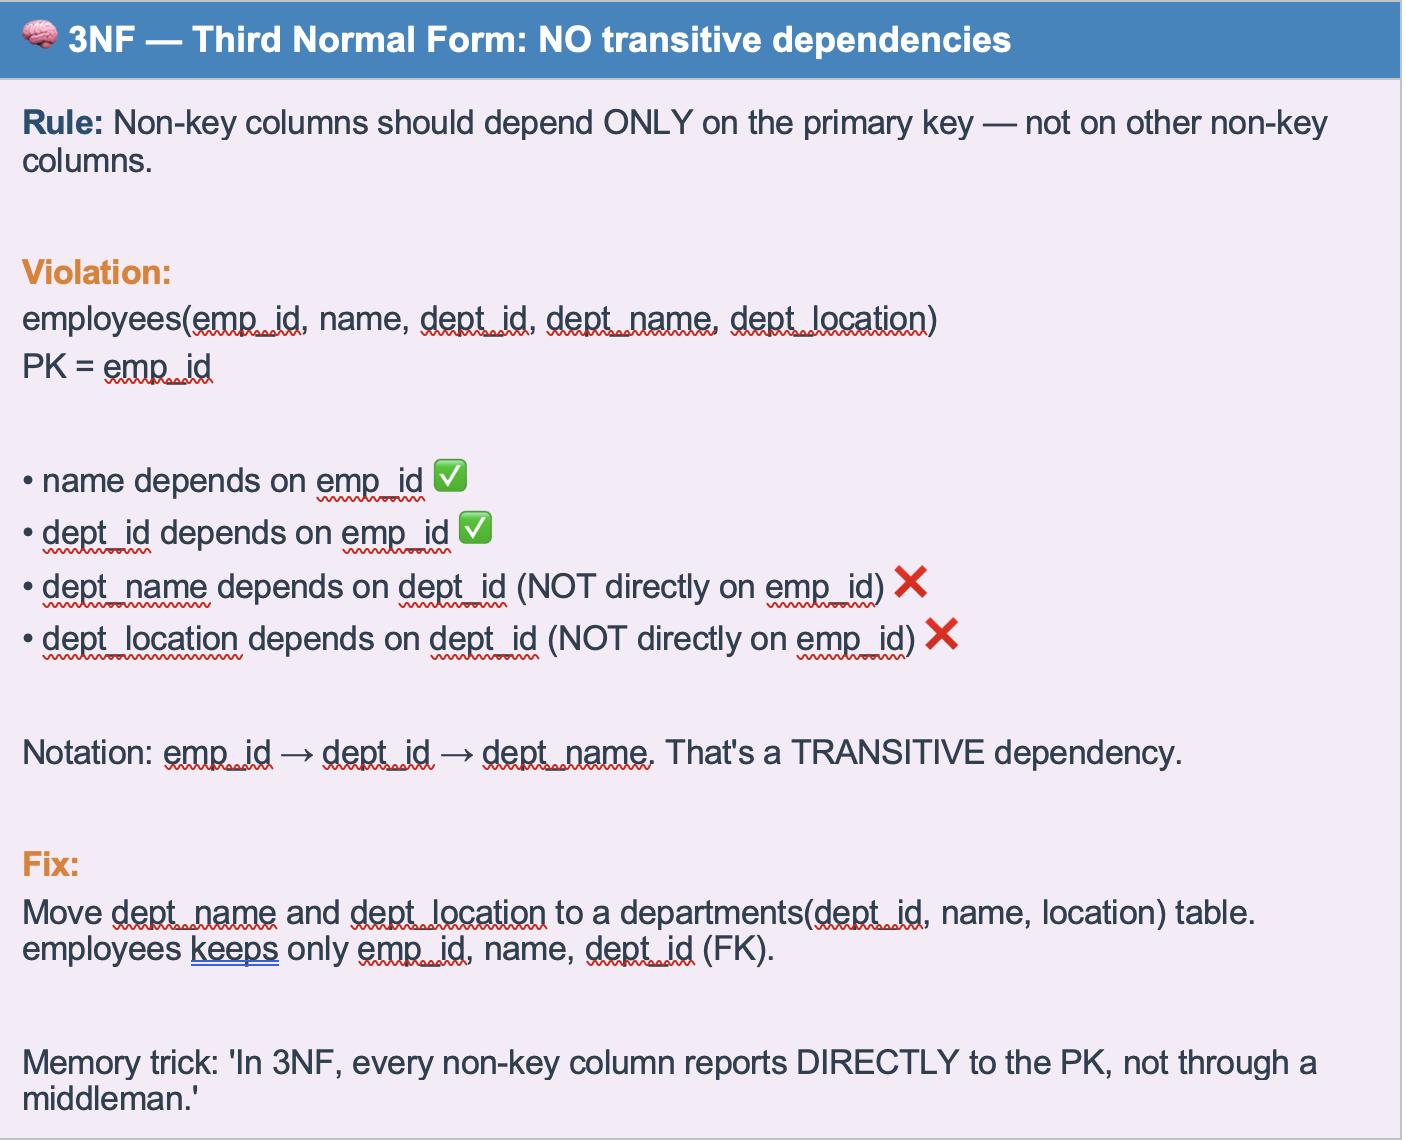 🧠 3NF — Third Normal Form: NO transitive dependencies
Rule: Non-key columns should depend ONLY on the primary key — not on other non-key
columns.
Violation:
employees(emp_id, name, dept_id, dept_name, dept_location)
PK = emp_id
• name depends on emp_id ✅
• dept_id depends on emp_id ✅
• dept_name depends on dept_id (NOT directly on emp_id) ❌
• dept_location depends on dept_id (NOT directly on emp_id) ❌
Notation: emp_id → dept_id → dept_name. That's a TRANSITIVE dependency.
Fix:
Move dept_name and dept_location to a departments(dept_id, name, location) table.
employees keeps only emp_id, name, dept_id (FK).
Memory trick: 'In 3NF, every non-key column reports DIRECTLY to the PK, not through a
middleman.'